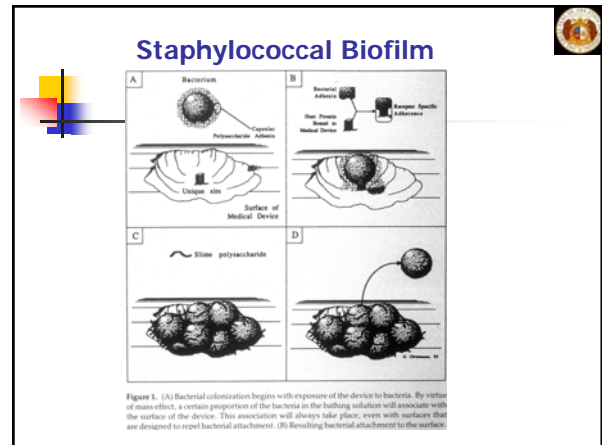 Staphylococcal Biofilm
A
Bacterium
Capsular
Polysaccharide Adhesin
Unique site
Surface of
Medical Device
B
Bacterial
Adhesin
Host Protein
Bound to
Medical Device
Receptor Specific
Adherence
C
Slime polysaccharide
D
Figure 1. (A) Bacterial colonization begins with exposure of the device to bacteria. By virtue
of mass effect, a certain proportion of the bacteria in the bathing solution will associate with
the surface of the device. This association will always take place, even with surfaces that
are designed to repel bacterial attachment. (B) Resulting bacterial attachment to the surface